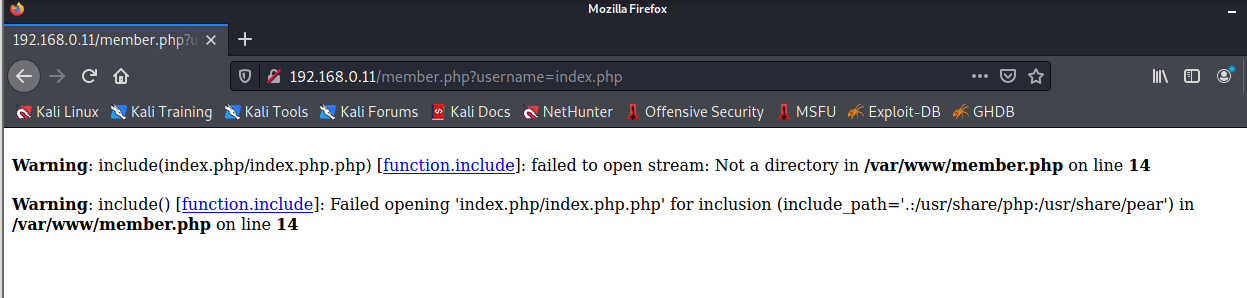 Mozilla Firefox
192.168.0.11/member.php?u
192.168.0.11/member.php?username=index.php
Kali Linux Kali Training Kali Tools Kali Forums Kali Docs NetHunter Offensive Security MSFU Exploit-DB GHDB
Warning: include(index.php/index.php.php) [function.include]: failed to open stream: Not a directory in /var/www/member.php on line 14
Warning: include() [function.include]: Failed opening 'index.php/index.php.php' for inclusion (include_path='.:/usr/share/php:/usr/share/pear') in
/var/www/member.php on line 14